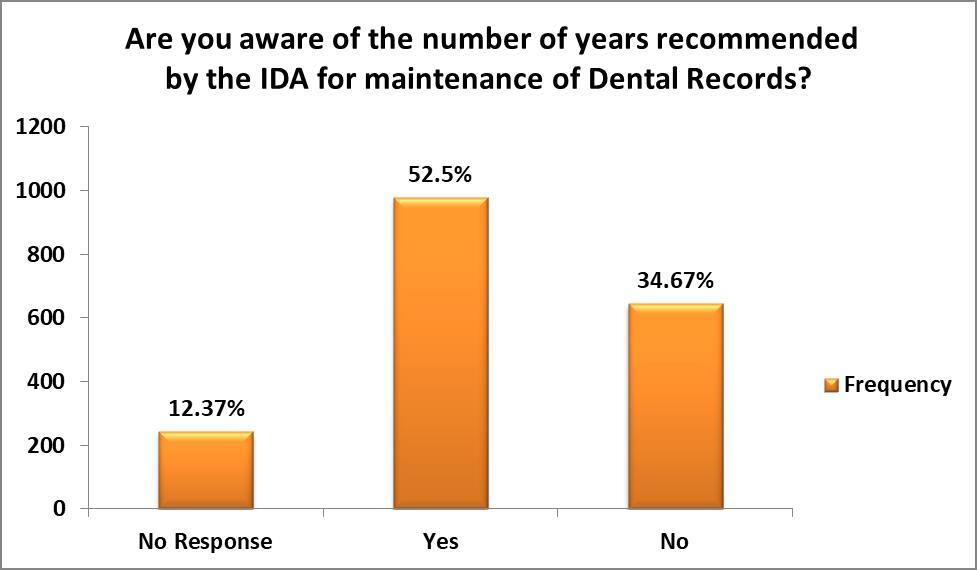 Are you aware of the number of years recommended
by the IDA for maintenance of Dental Records?
1200
1000
800
600
400
200
0
12.37%
52.5%
34.67%
No Response
Yes
No
Frequency